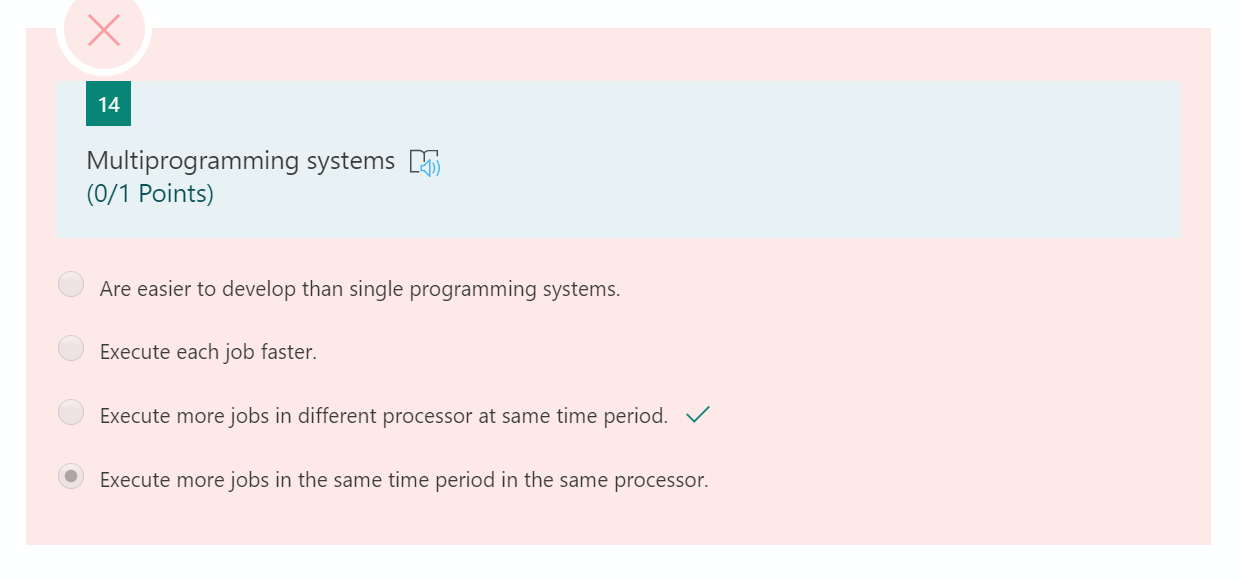 14
Multiprogramming systems
(0/1 Points)
Are easier to develop than single programming systems.
Execute each job faster.
Execute more jobs in different processor at same time period.
Execute more jobs in the same time period in the same processor.